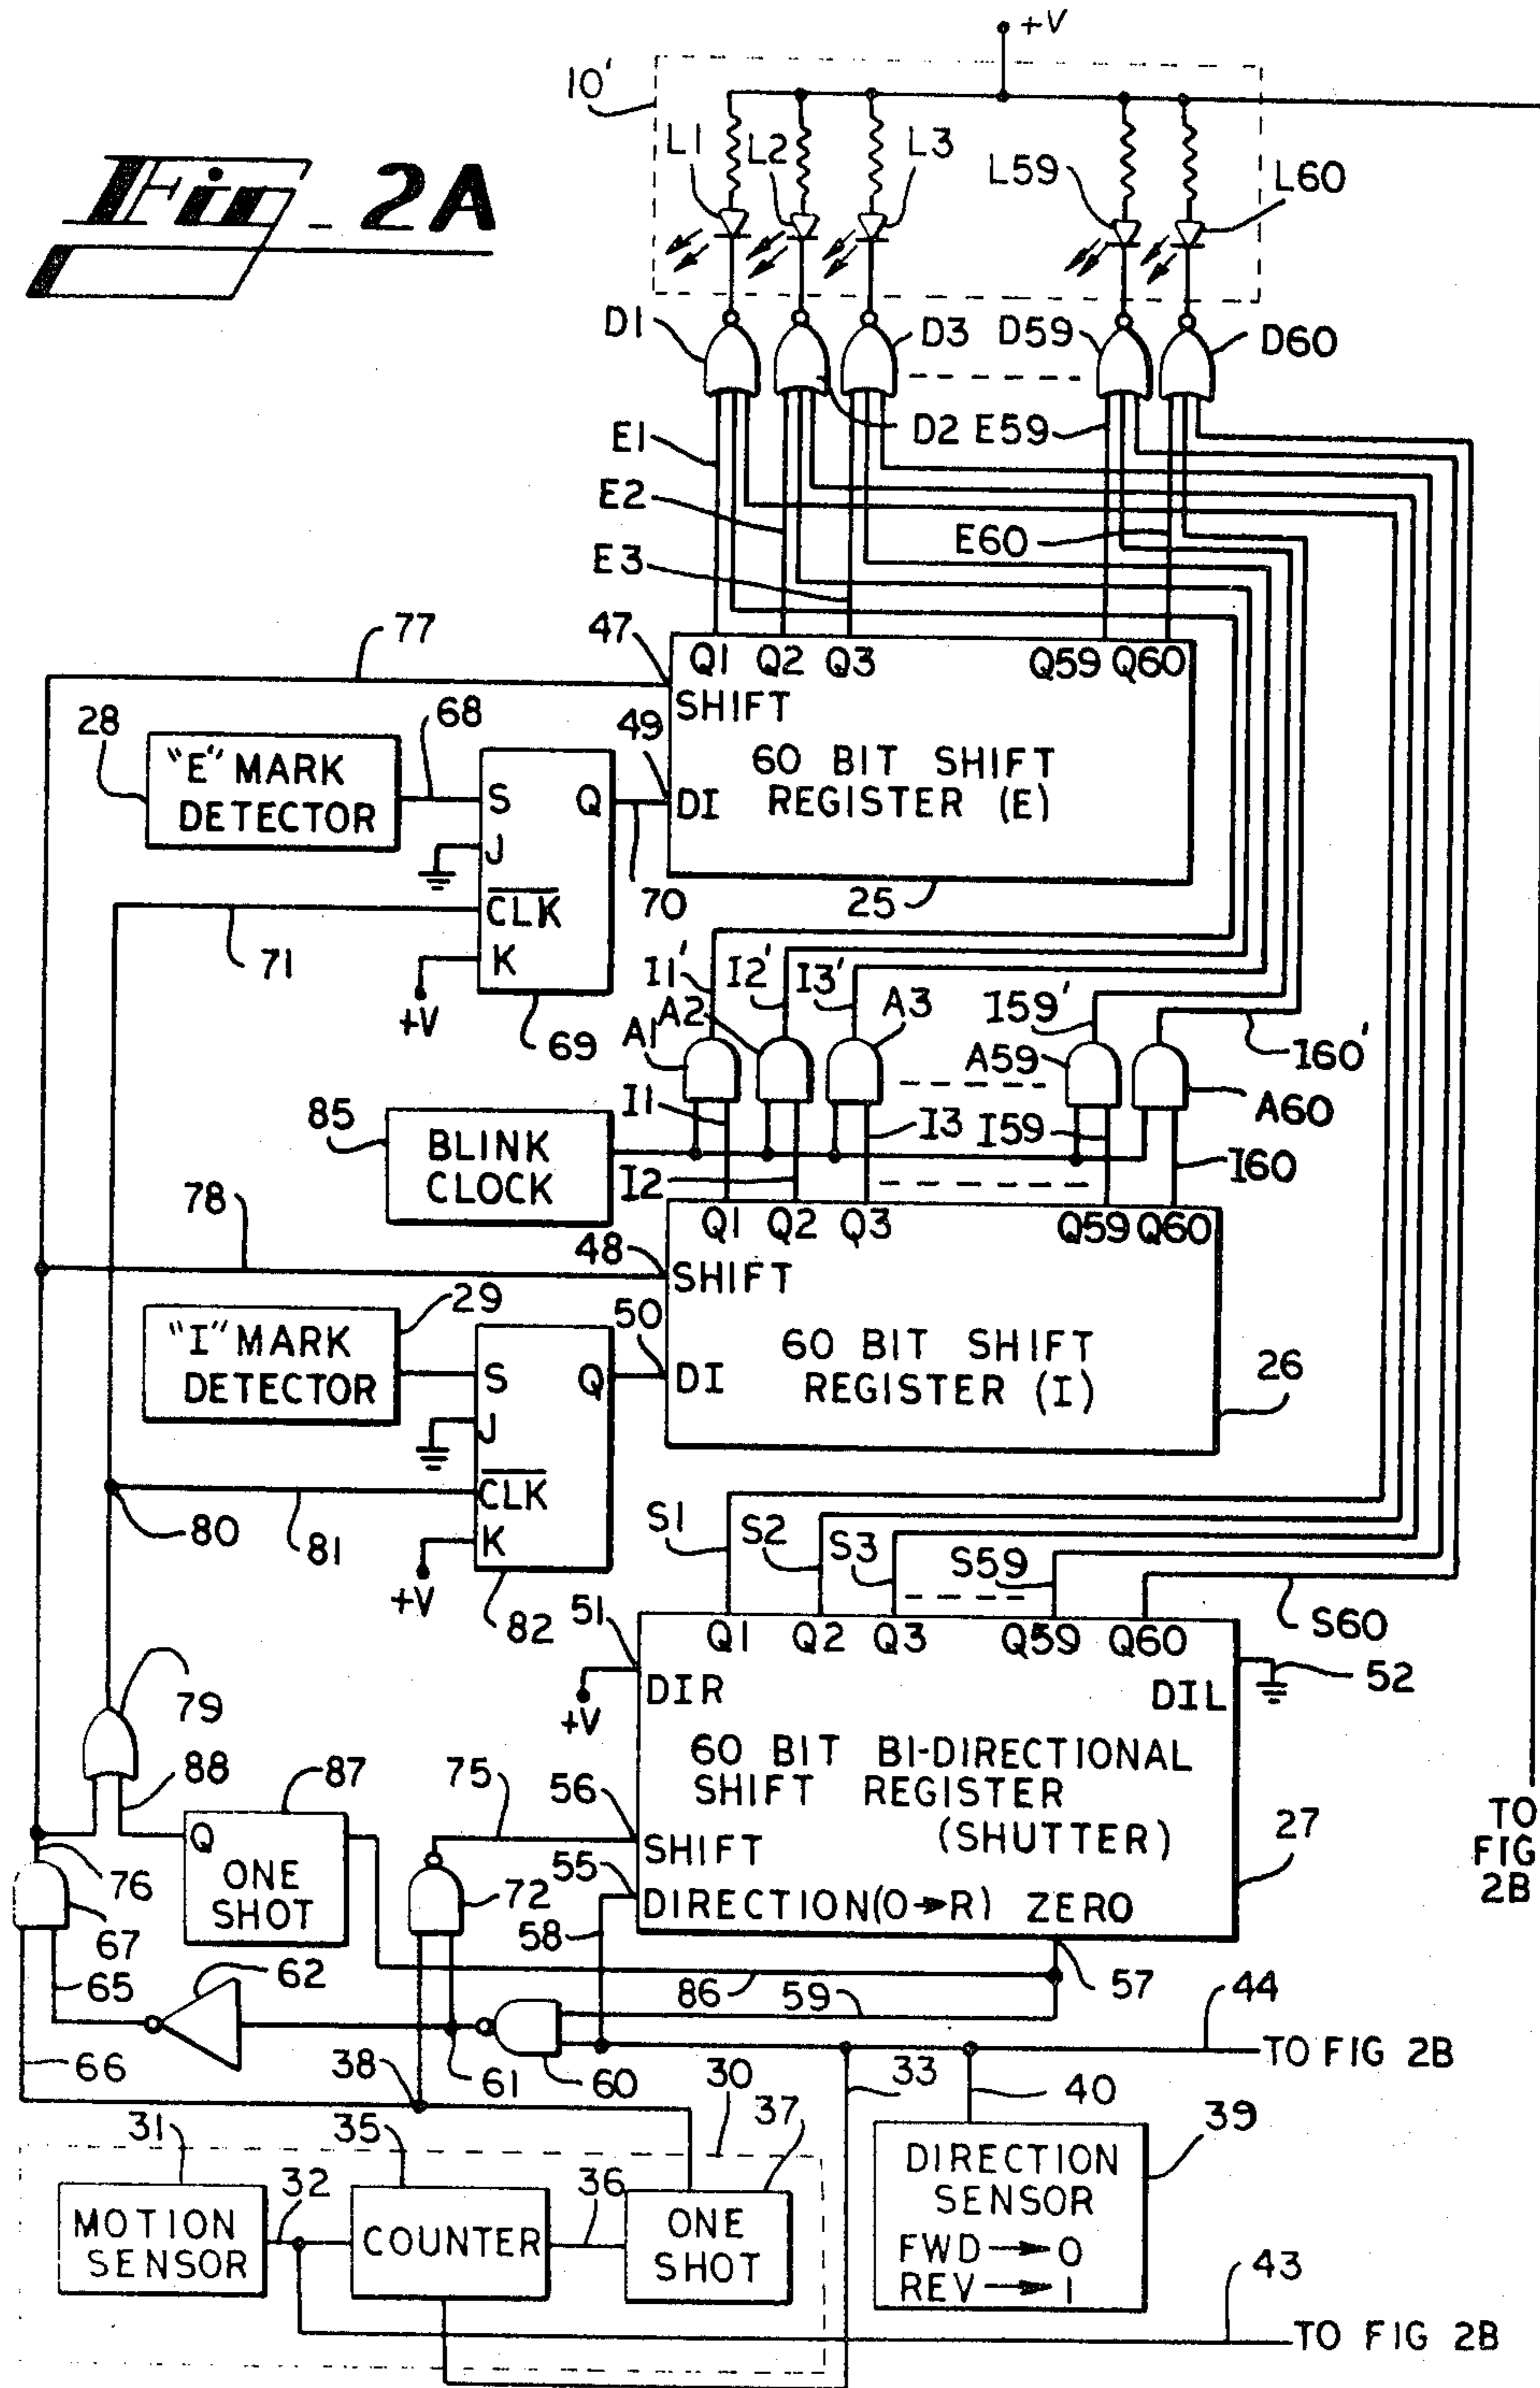 Fig_2A
+V
10'
L1
L2
L3
L59
L60
D1
D3
D59
D60
D2
E59
E1
E2
E60
E3
77
47
Q1 Q2 Q3 Q59 Q60
SHIFT
28
68
49
"E" MARK
DETECTOR
S
Q
DI
60 BIT SHIFT
REGISTER (E)
J
CLK
70
25
71
K
+V
69
I1'
I2'
I3'
A3
I59'
A1
A2
A59
I60'
A60
85
I1
I3
I59
BLINK
CLOCK
I2
I60
78
Q1 Q2 Q3 Q59 Q60
48
SHIFT
29
50
"I" MARK
DETECTOR
S
Q
DI
60 BIT SHIFT
REGISTER (I)
26
J
CLK
80
81
K
+V
82
S1
S2
S3
S59
S60
51
Q1 Q2 Q3 Q59 Q60
DIR
DIL
52
+V
79
88
87
75
56
60 BIT BI-DIRECTIONAL
SHIFT REGISTER
(SHUTTER)
27
TO
FIG
2B
Q
ONE
SHOT
76
67
72
SHIFT
55
DIRECTION (O→R) ZERO
58
62
65
86
59
57
44
TO FIG 2B
66
38
61
60
30
33
40
37
39
31
35
32
36
MOTION
SENSOR
COUNTER
ONE
SHOT
DIRECTION
SENSOR
FWD → O
REV → 1
43
TO FIG 2B